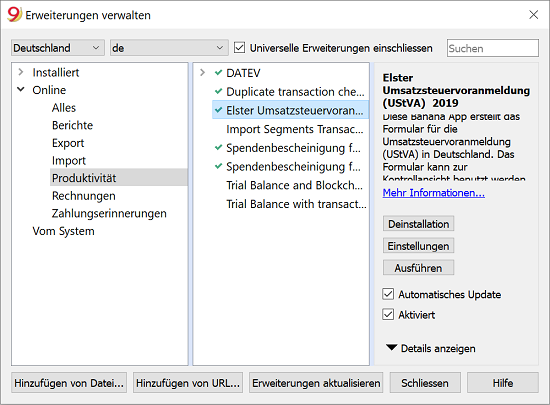 9 Erweiterungen verwalten
Deutschland
de
Universelle Erweiterungen einschliessen
Suchen
Installiert
Online
Alles
Berichte
Export
Import
Produktivität
Rechnungen
Zahlungserinnerungen
Vom System
DATEV
Duplicate transaction che...
Elster Umsatzsteuervoran...
Import Segments Transac...
Spendenbescheinigung f...
Spendenbescheinigung f...
Trial Balance and Blockch...
Trial Balance with transact...
Elster
Umsatzsteuervoranmeldung
(UStVA) 2019
Diese Banana App erstellt das
Formular für die
Umsatzsteuervoranmeldung
(UStVA) in Deutschland. Das
Formular kann zur
Kontrollansicht benutzt werden
Mehr Informationen...
Deinstallation
Einstellungen
Ausführen
Automatisches Update
Aktiviert
Details anzeigen
Hinzufügen von Datei...
Hinzufügen von URL...
Erweiterungen aktualisieren
Schliessen
Hilfe